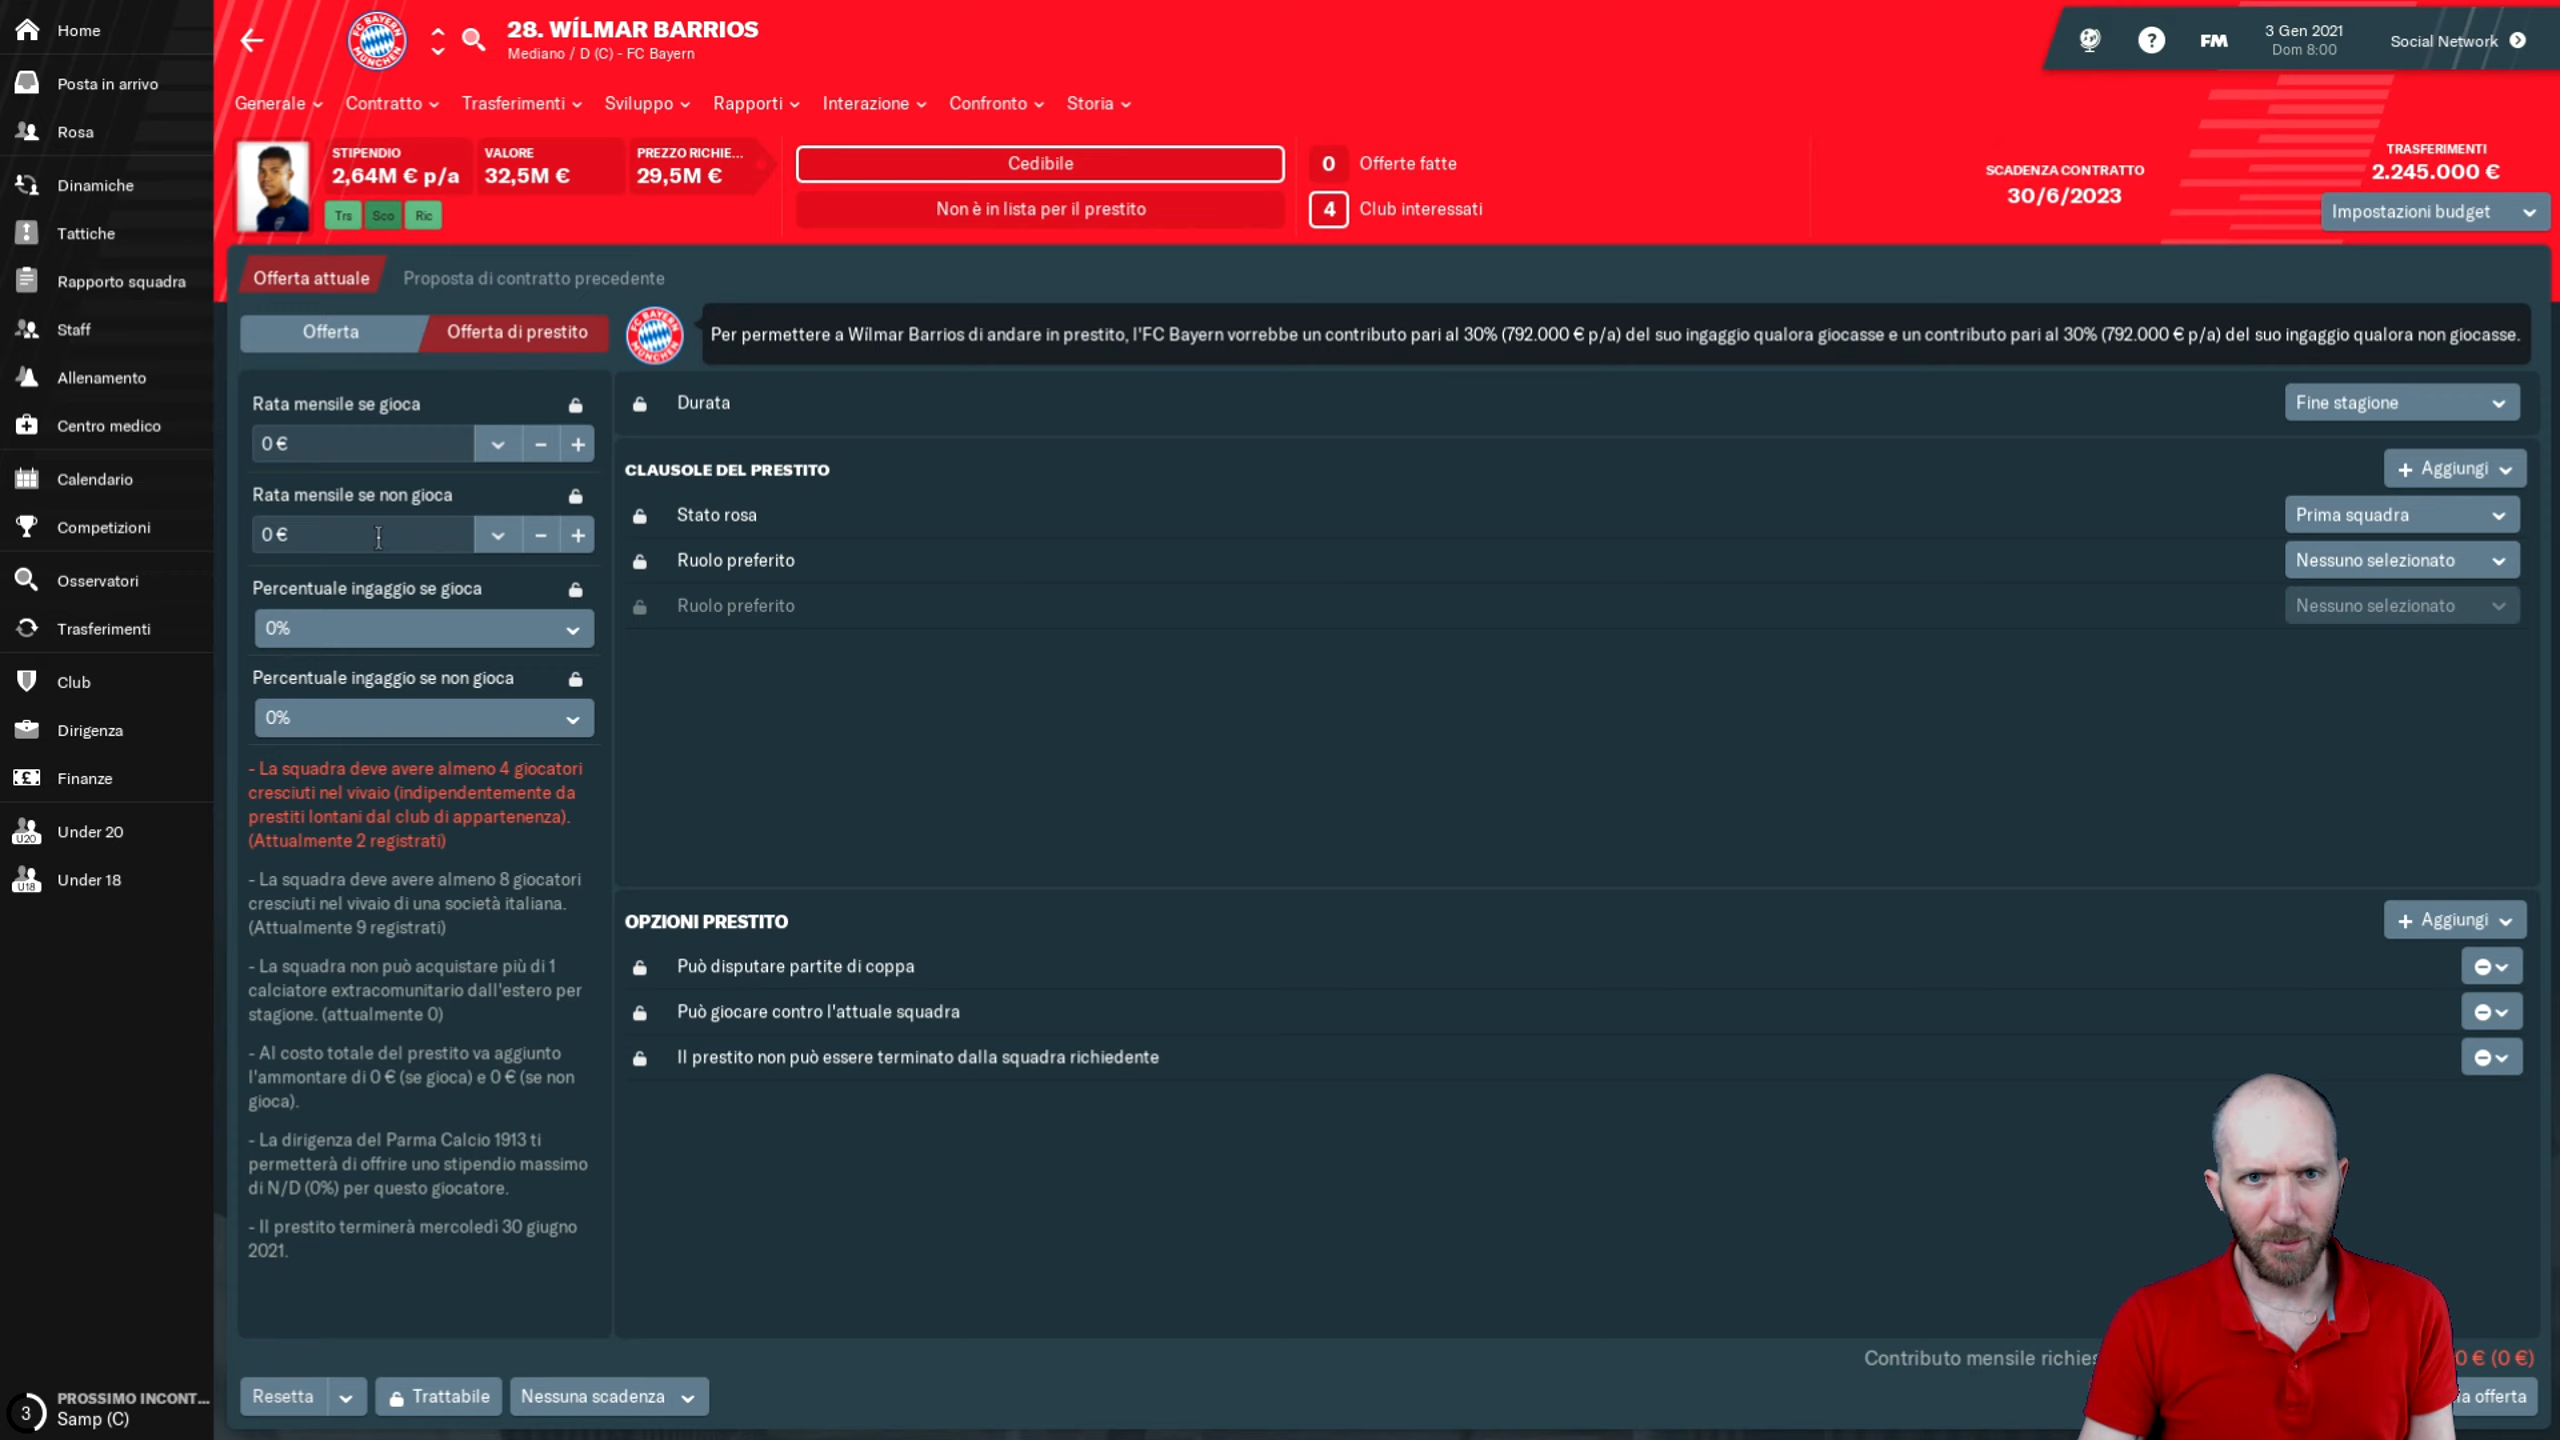 Home
Posta in arrivo
Rosa
Dinamiche
Tattiche
Rapporto squadra
Staff
Allenamento
Centro medico
Calendario
Competizioni
Osservatori
Trasferimenti
Club
Dirigenza
Finanze
U20 Under 20
U18 Under 18
3
PROSSIMO INCONT...
Samp (C)
FC BAYERN MÜNCHEN
28. WÍLMAR BARRIOS
Mediano / D (C) - FC Bayern
FM
3 Gen 2021
Dom 8:00
Social Network
Generale
Contratto
Trasferimenti
Sviluppo
Rapporti
Interazione
Confronto
Storia
STIPENDIO
2,64M € p/a
VALORE
32,5M €
PREZZO RICHIE...
29,5M €
Trs Sco Ric
Cedibile
Non è in lista per il prestito
0 Offerte fatte
4 Club interessati
SCADENZA CONTRATTO
30/6/2023
TRASFERIMENTI
2.245.000 €
Impostazioni budget
Offerta attuale
Proposta di contratto precedente
Offerta
Offerta di prestito
FC BAYERN MÜNCHEN
Per permettere a Wílmar Barrios di andare in prestito, l'FC Bayern vorrebbe un contributo pari al 30% (792.000 € p/a) del suo ingaggio qualora giocasse e un contributo pari al 30% (792.000 € p/a) del suo ingaggio qualora non giocasse.
Rata mensile se gioca
0 €
Rata mensile se non gioca
0 €
Percentuale ingaggio se gioca
0%
Percentuale ingaggio se non gioca
0%
- La squadra deve avere almeno 4 giocatori
cresciuti nel vivaio (indipendentemente da
prestiti lontani dal club di appartenenza).
(Attualmente 2 registrati)
- La squadra deve avere almeno 8 giocatori
cresciuti nel vivaio di una società italiana.
(Attualmente 9 registrati)
- La squadra non può acquistare più di 1
calciatore extracomunitario dall'estero per
stagione. (attualmente 0)
- Al costo totale del prestito va aggiunto
l'ammontare di 0 € (se gioca) e 0 € (se non
gioca).
- La dirigenza del Parma Calcio 1913 ti
permetterà di offrire uno stipendio massimo
di N/D (0%) per questo giocatore.
- Il prestito terminerà mercoledì 30 giugno
2021.
Durata
Fine stagione
CLAUSOLE DEL PRESTITO
+ Aggiungi
Stato rosa
Prima squadra
Ruolo preferito
Nessuno selezionato
Ruolo preferito
Nessuno selezionato
OPZIONI PRESTITO
+ Aggiungi
Può disputare partite di coppa
Può giocare contro l'attuale squadra
Il prestito non può essere terminato dalla squadra richiedente
Contributo mensile richies
0 € (0 €)
Resetta
Trattabile
Nessuna scadenza
ia offerta